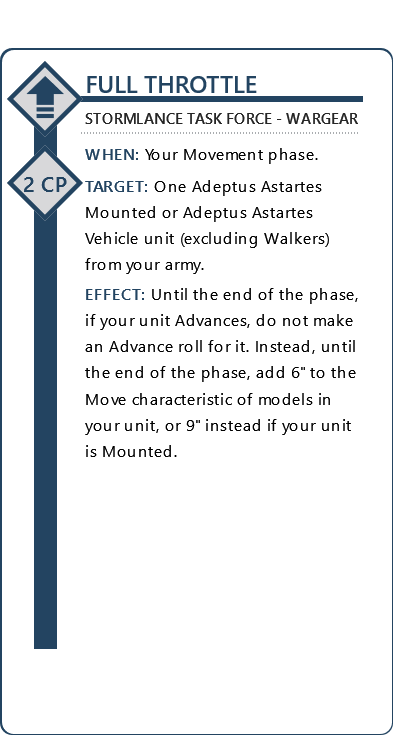 FULL THROTTLE
STORMLANCE TASK FORCE - WARGEAR
WHEN: Your Movement phase.
2 CP
TARGET: One Adeptus Astartes
Mounted or Adeptus Astartes
Vehicle unit (excluding Walkers)
from your army.
EFFECT: Until the end of the phase,
if your unit Advances, do not make
an Advance roll for it. Instead, until
the end of the phase, add 6" to the
Move characteristic of models in
your unit, or 9" instead if your unit
is Mounted.